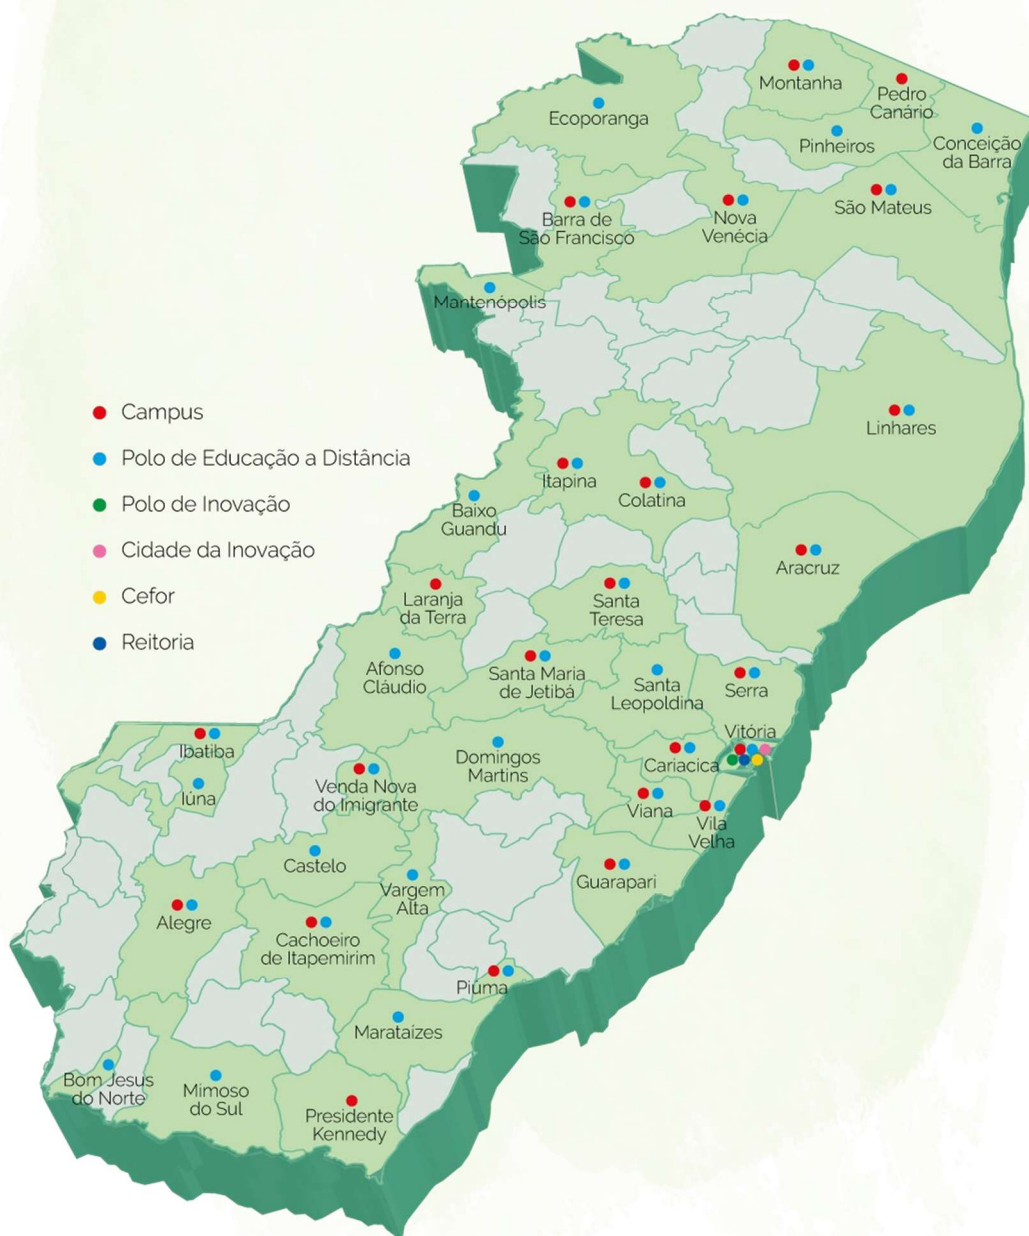 Montanha
Pedro
Canário
Ecoporanga
Pinheiros
Conceição
da Barra
São Mateus
Barra de
São Francisco
Nova
Venécia
Mantenópolis
Campus
Polo de Educação a Distância
Polo de Inovação
Cidade da Inovação
Cefor
Reitoria
Linhares
Itapina
Colatina
Baixo
Guandu
Aracruz
Laranja
da Terra
Santa
Teresa
Afonso
Cláudio
Santa Maria
de Jetibá
Santa
Leopoldina
Serra
Vitória
Ibatiba
Domingos
Martins
Cariacica
Iúna
Venda Nova
do Imigrante
Viana
Vila
Velha
Castelo
Vargem
Alta
Guarapari
Alegre
Cachoeiro
de Itapemirim
Piúma
Marataízes
Bom Jesus
do Norte
Mimoso
do Sul
Presidente
Kennedy